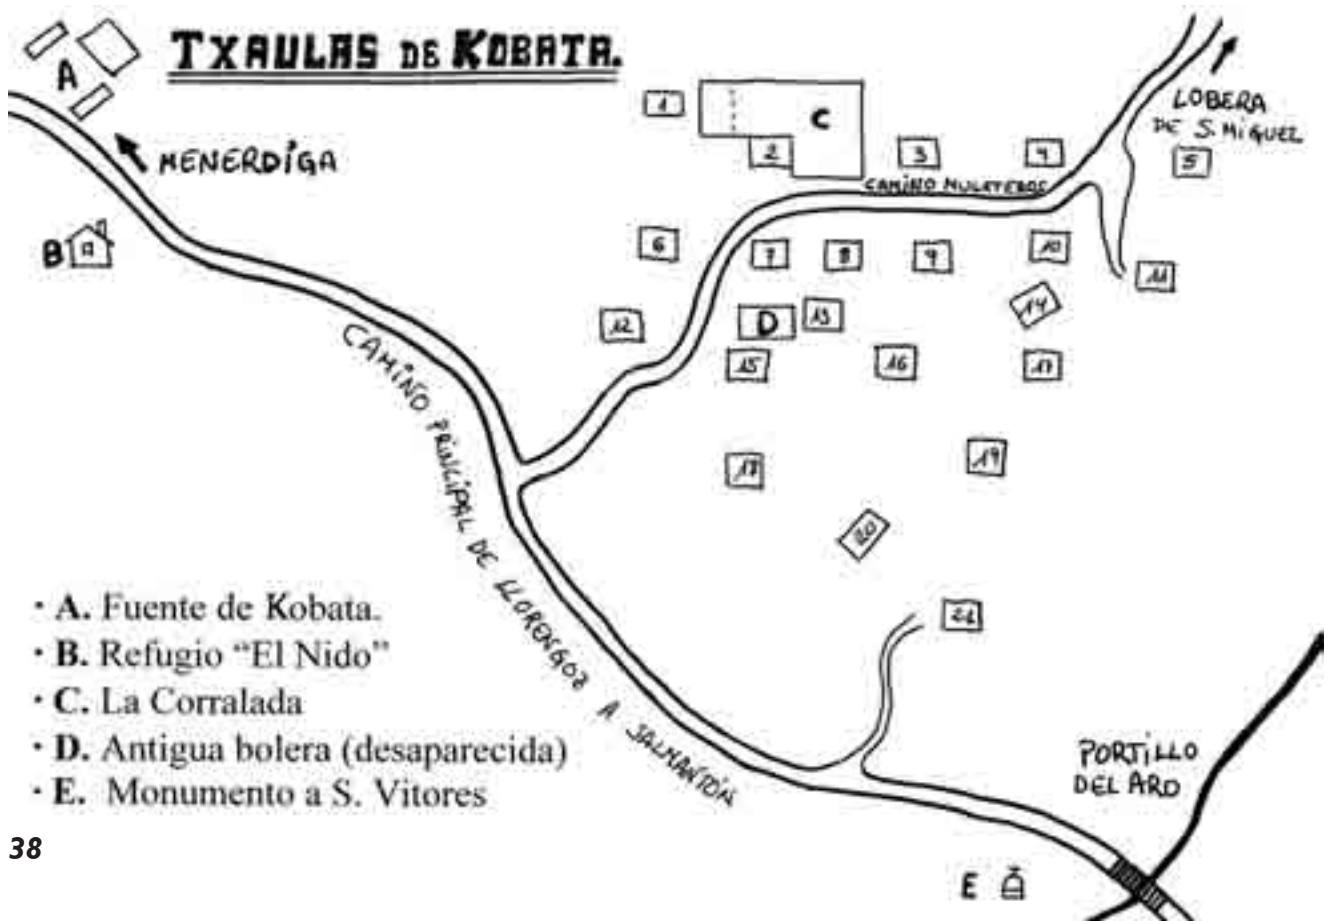 TXAULAS DE KOBATA.
A
MENERDIGA
B
1
C
2
3
4
5
LOBERA
DE S. MIGUEL
CAMINO MULATEROS
6
7
8
9
10
11
12
D
13
14
15
16
17
18
19
20
21
CAMINO PRINCIPAL DE LLORENGOZ A SALMANTÓN
· A. Fuente de Kobata.
· B. Refugio “El Nido”
· C. La Corralada
· D. Antigua bolera (desaparecida)
· E. Monumento a S. Vitores
PORTILLO
DEL ARO
E
38